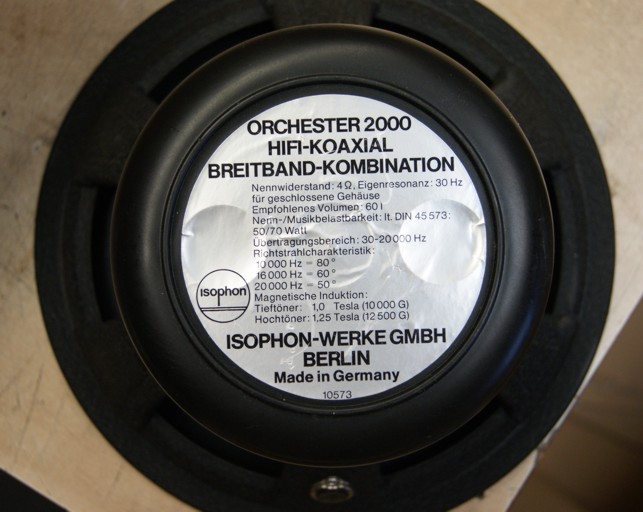 ORCHESTER 2000
HIFI-KOAXIAL
BREITBAND-KOMBINATION
Nennwiderstand: 4 Ω, Eigenresonanz: 30 Hz
für geschlossene Gehäuse
Empfohlenes Volumen: 60 l
Nenn-/Musikbelastbarkeit: lt. DIN 45 573:
50/70 Watt
Übertragungsbereich: 30-20 000 Hz
Richtstrahlcharakteristik:
10 000 Hz = 80°
16 000 Hz = 60°
20 000 Hz = 50°
isophon
Magnetische Induktion:
Tieftöner: 1,0 Tesla (10 000 G)
Hochtöner: 1,25 Tesla (12 500 G)
ISOPHON-WERKE GMBH
BERLIN
Made in Germany
10573